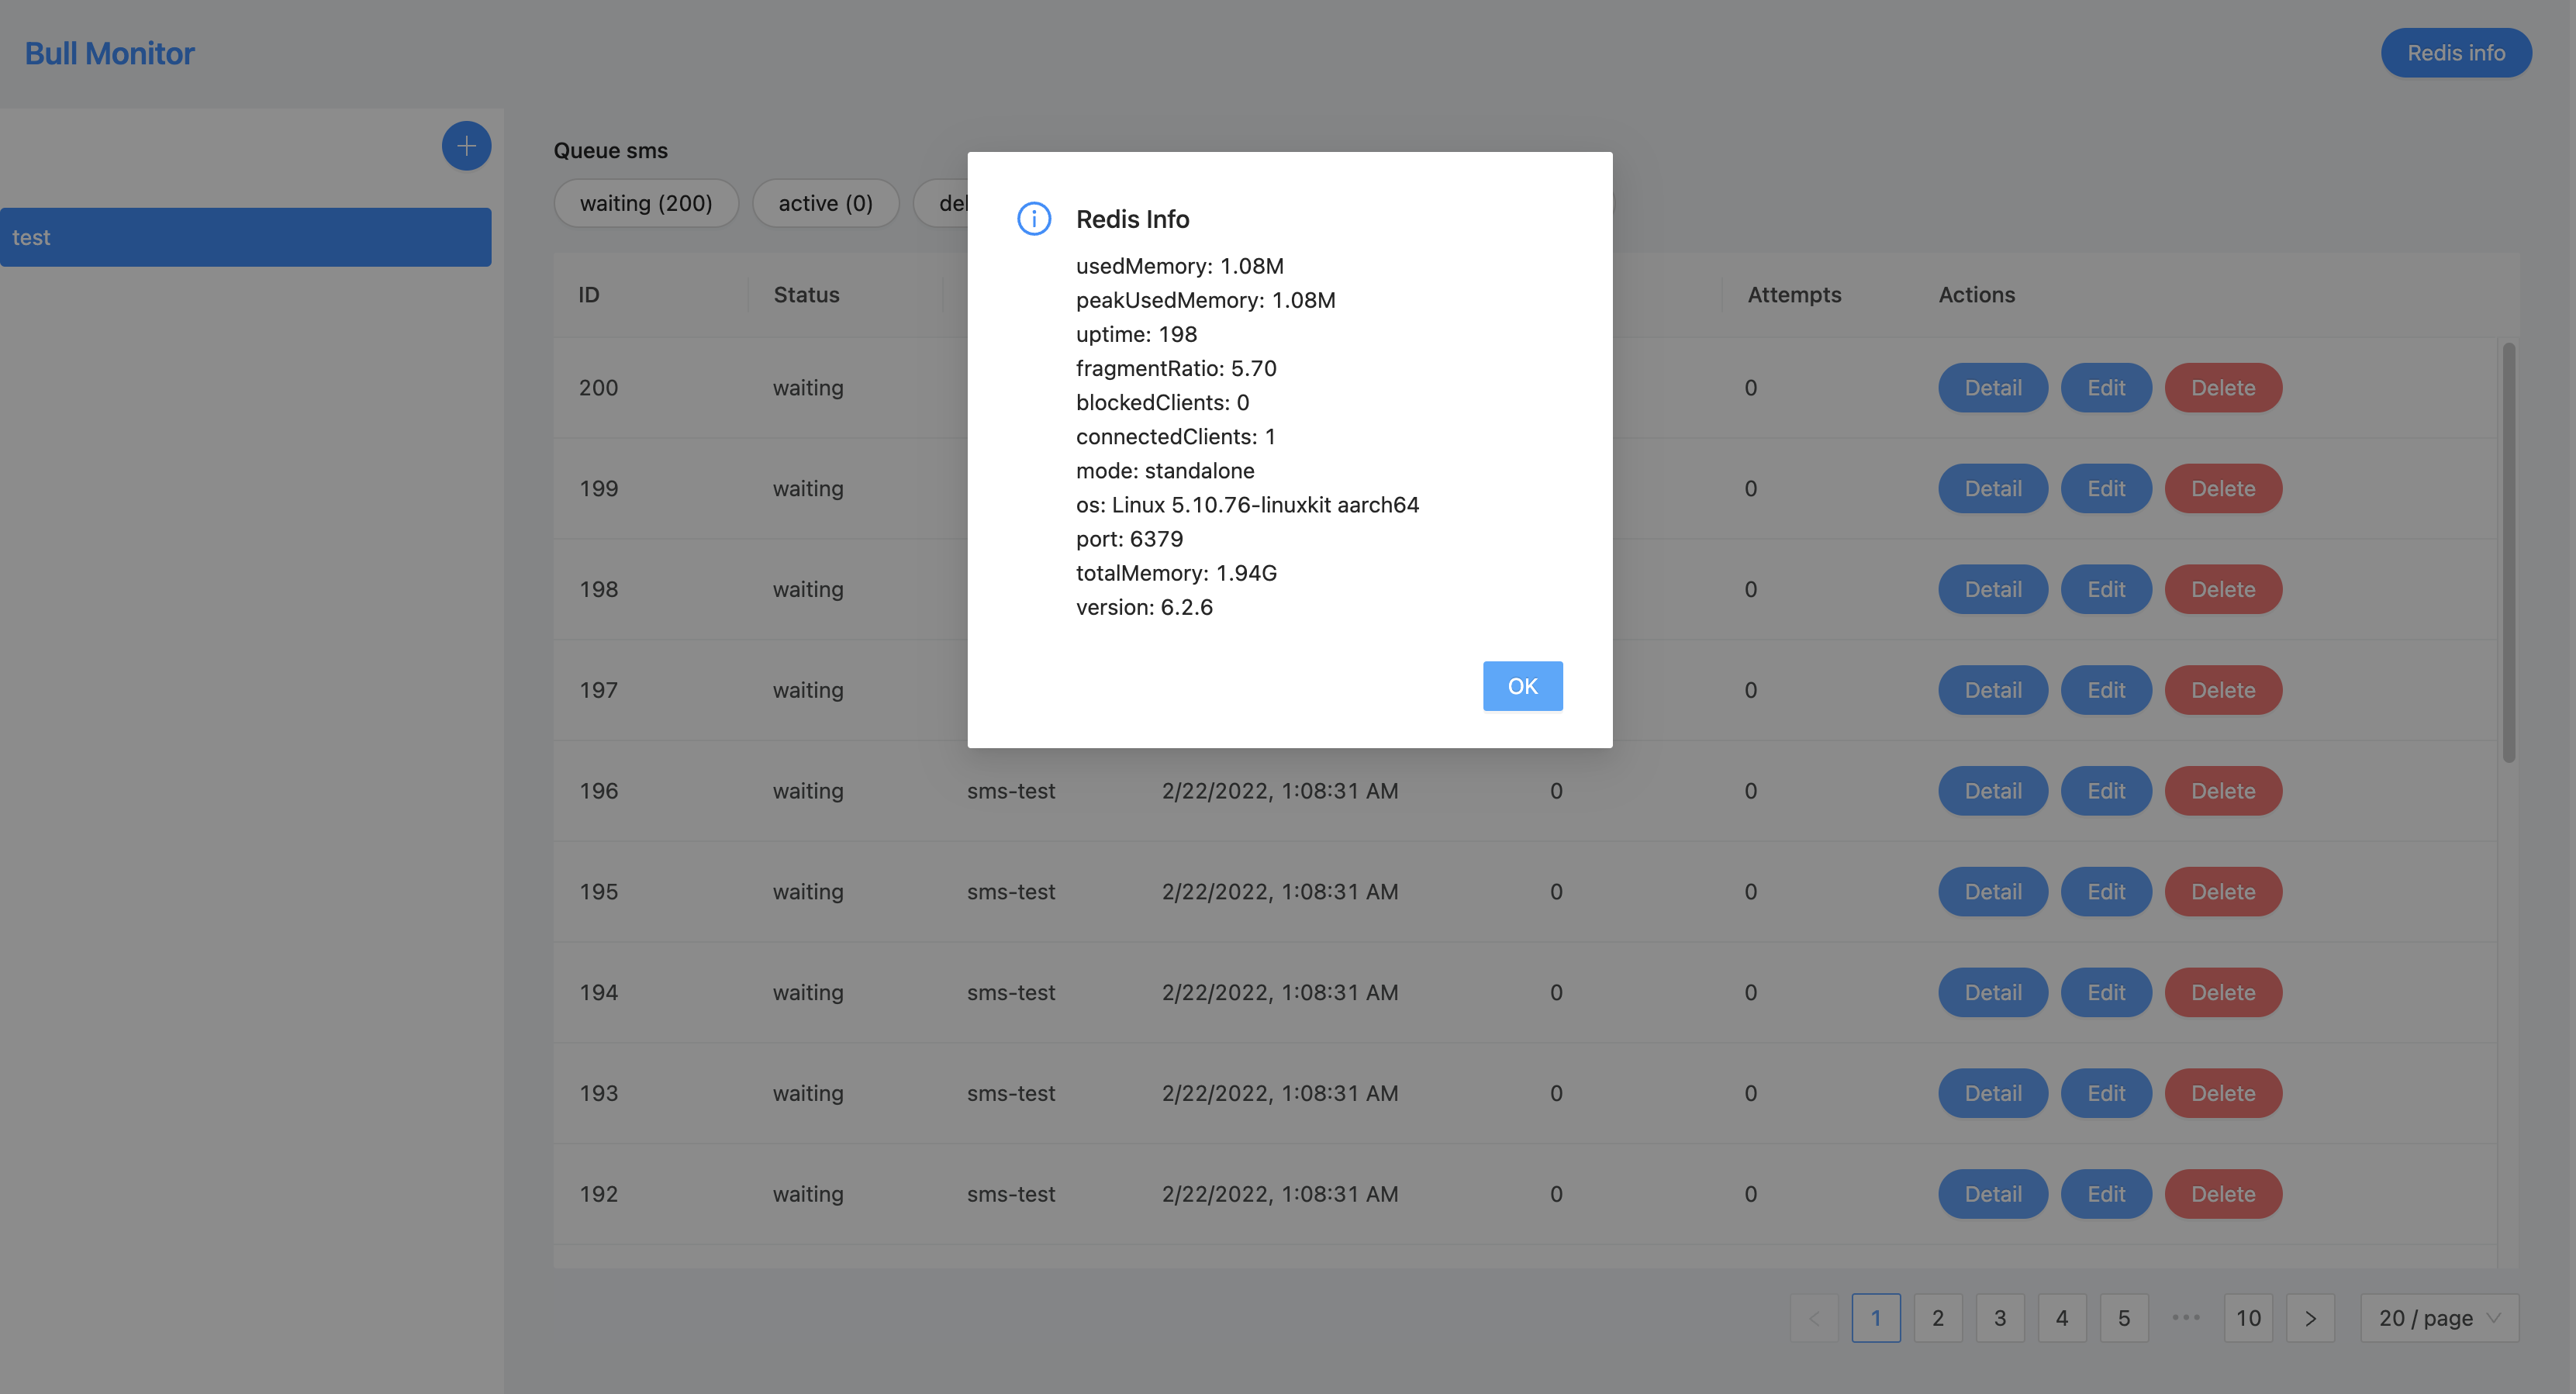 Bull Monitor
Redis info
test
Queue sms
waiting (200) active (0)
Redis Info
usedMemory: 1.08M
peakUsedMemory: 1.08M
uptime: 198
fragmentRatio: 5.70
blockedClients: 0
connectedClients: 1
mode: standalone
os: Linux 5.10.76-linuxkit aarch64
port: 6379
totalMemory: 1.94G
version: 6.2.6
OK
ID Status Attempts Actions
200 waiting 0 Detail Edit Delete
199 waiting 0 Detail Edit Delete
198 waiting 0 Detail Edit Delete
197 waiting 0 Detail Edit Delete
196 waiting sms-test 2/22/2022, 1:08:31 AM 0 0 Detail Edit Delete
195 waiting sms-test 2/22/2022, 1:08:31 AM 0 0 Detail Edit Delete
194 waiting sms-test 2/22/2022, 1:08:31 AM 0 0 Detail Edit Delete
193 waiting sms-test 2/22/2022, 1:08:31 AM 0 0 Detail Edit Delete
192 waiting sms-test 2/22/2022, 1:08:31 AM 0 0 Detail Edit Delete
< 1 2 3 4 5 ••• 10 > 20 / page